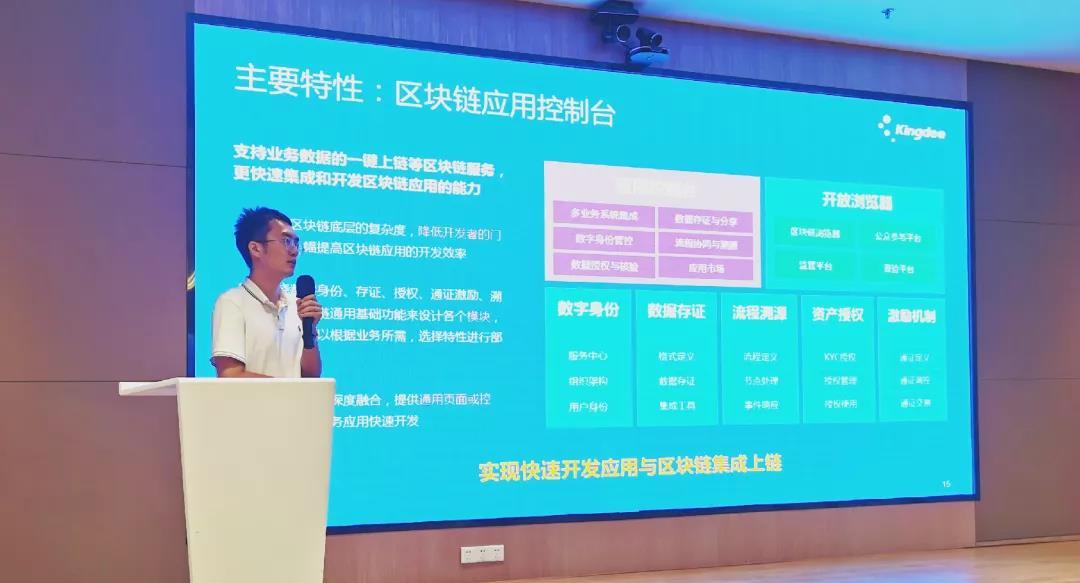 主要特性：区块链应用控制台
Kingdee
支持业务数据的一键上链等区块链服务，
更快速集成和开发区块链应用的能力
区块链底层的复杂度，降低开发者的门
幅提高区块链应用的开发效率
身份、存证、授权、通证激励、溯
链通用基础功能来设计各个模块，
以根据业务所需，选择特性进行部
深度融合，提供通用页面或控
务应用快速开发
多业务系统集成
数据存证与分享
数字身份管控
流程协同与溯源
数据授权与核验
应用市场
开放浏览器
区块链浏览器
公众参与平台
监管平台
查验平台
数字身份
服务中心
组织架构
用户身份
数据存证
格式定义
数据存证
集成工具
流程溯源
流程定义
节点处理
事件响应
资产授权
KYC授权
授权管理
授权使用
激励机制
通证定义
通证调控
通证交易
实现快速开发应用与区块链集成上链
15